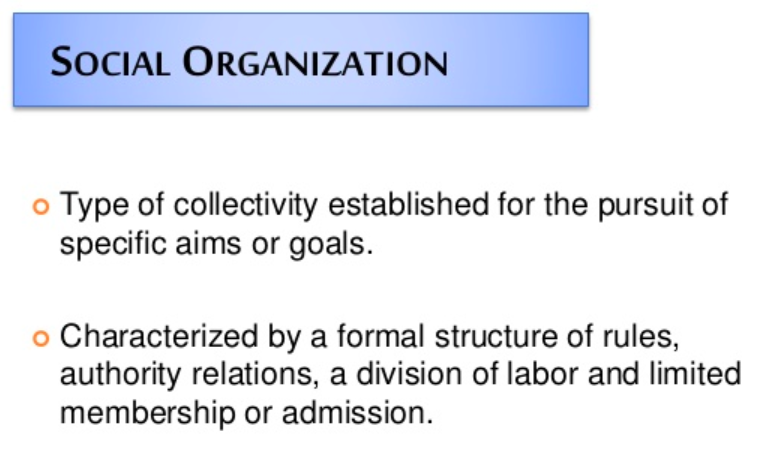 SOCIAL ORGANIZATION
Type of collectivity established for the pursuit of
specific aims or goals.
Characterized by a formal structure of rules,
authority relations, a division of labor and limited
membership or admission.